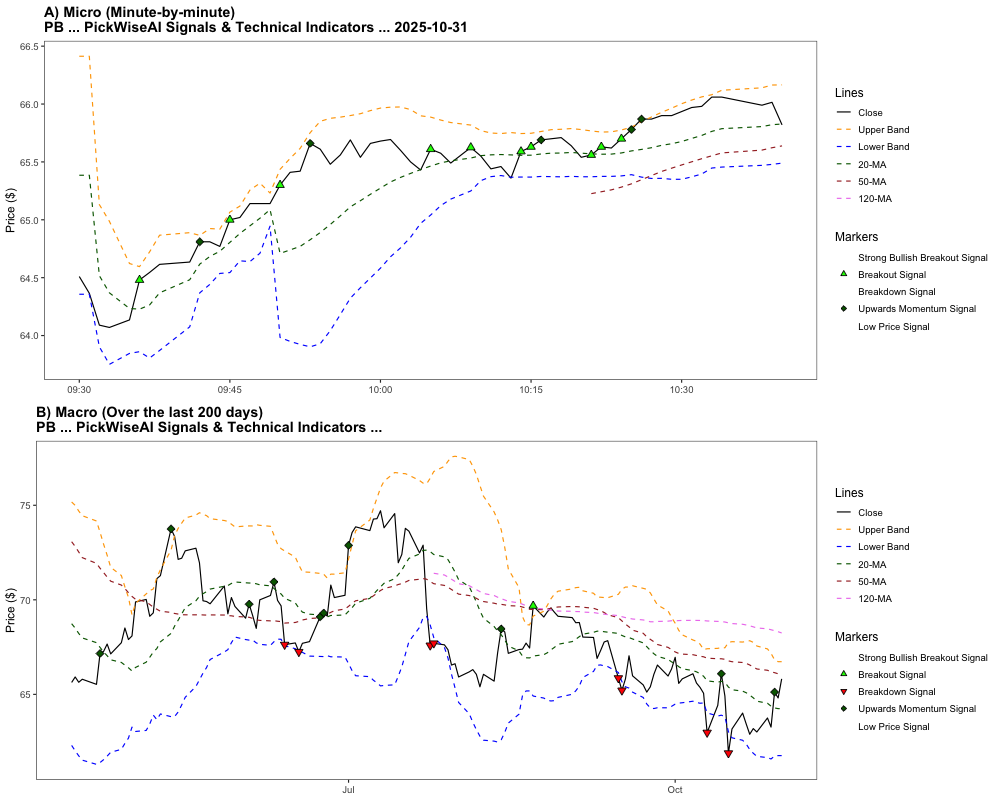 A) Micro (Minute-by-minute)
PB ... PickWiseAI Signals & Technical Indicators ... 2025-10-31
66.5
66.0
65.5
65.0
64.5
64.0
Price ($)
09:30
09:45
10:00
10:15
10:30
Lines
Close
Upper Band
Lower Band
20-MA
50-MA
120-MA
Markers
Strong Bullish Breakout Signal
Breakout Signal
Breakdown Signal
Upwards Momentum Signal
Low Price Signal
B) Macro (Over the last 200 days)
PB ... PickWiseAI Signals & Technical Indicators ...
75
70
65
Price ($)
Jul
Oct
Lines
Close
Upper Band
Lower Band
20-MA
50-MA
120-MA
Markers
Strong Bullish Breakout Signal
Breakout Signal
Breakdown Signal
Upwards Momentum Signal
Low Price Signal